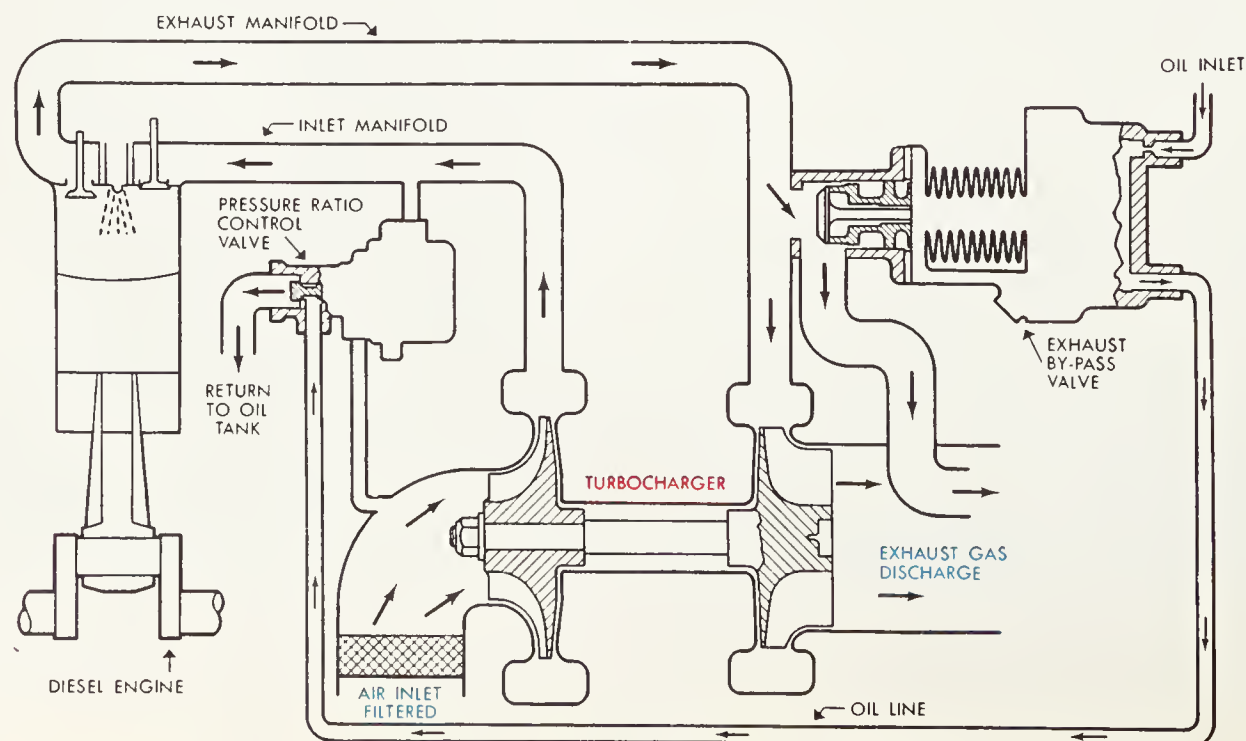 EXHAUST MANIFOLD
OIL INLET
INLET MANIFOLD
PRESSURE RATIO
CONTROL
VALVE
EXHAUST
BY-PASS
VALVE
RETURN
TO OIL
TANK
TURBOCHARGER
EXHAUST GAS
DISCHARGE
DIESEL ENGINE
AIR INLET
FILTERED
OIL LINE